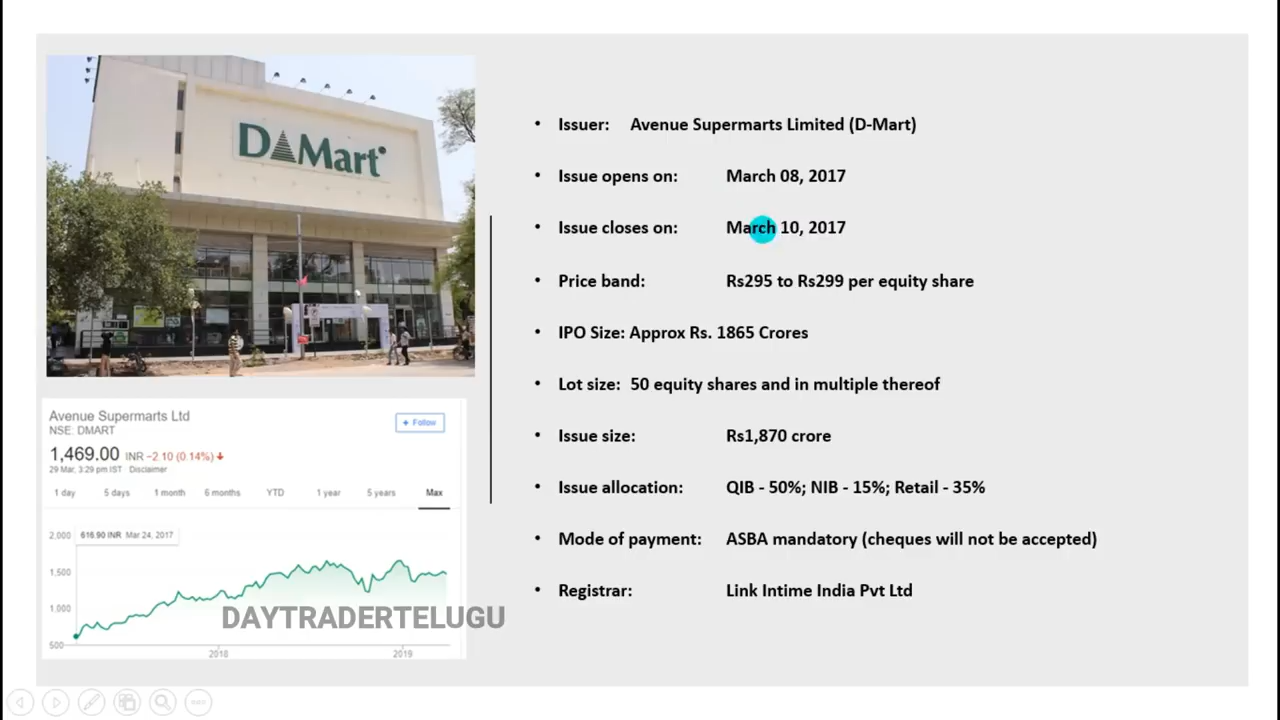 D Mart
• Issuer: Avenue Supermarts Limited (D-Mart)
• Issue opens on: March 08, 2017
• Issue closes on: March 10, 2017
• Price band: Rs295 to Rs299 per equity share
• IPO Size: Approx Rs. 1865 Crores
• Lot size: 50 equity shares and in multiple thereof
• Issue size: Rs1,870 crore
• Issue allocation: QIB - 50%; NIB - 15%; Retail - 35%
• Mode of payment: ASBA mandatory (cheques will not be accepted)
• Registrar: Link Intime India Pvt Ltd
Avenue Supermarts Ltd
NSE: DMART
+ Follow
1,469.00 INR −2.10 (0.14%)
29 Mar, 3:29 pm IST Disclaimer
1 day 5 days 1 month 6 months YTD 1 year 5 years Max
2,000
616.90 INR Mar 24, 2017
1,500
1,000
500
2018 2019
DAYTRADERTELUGU